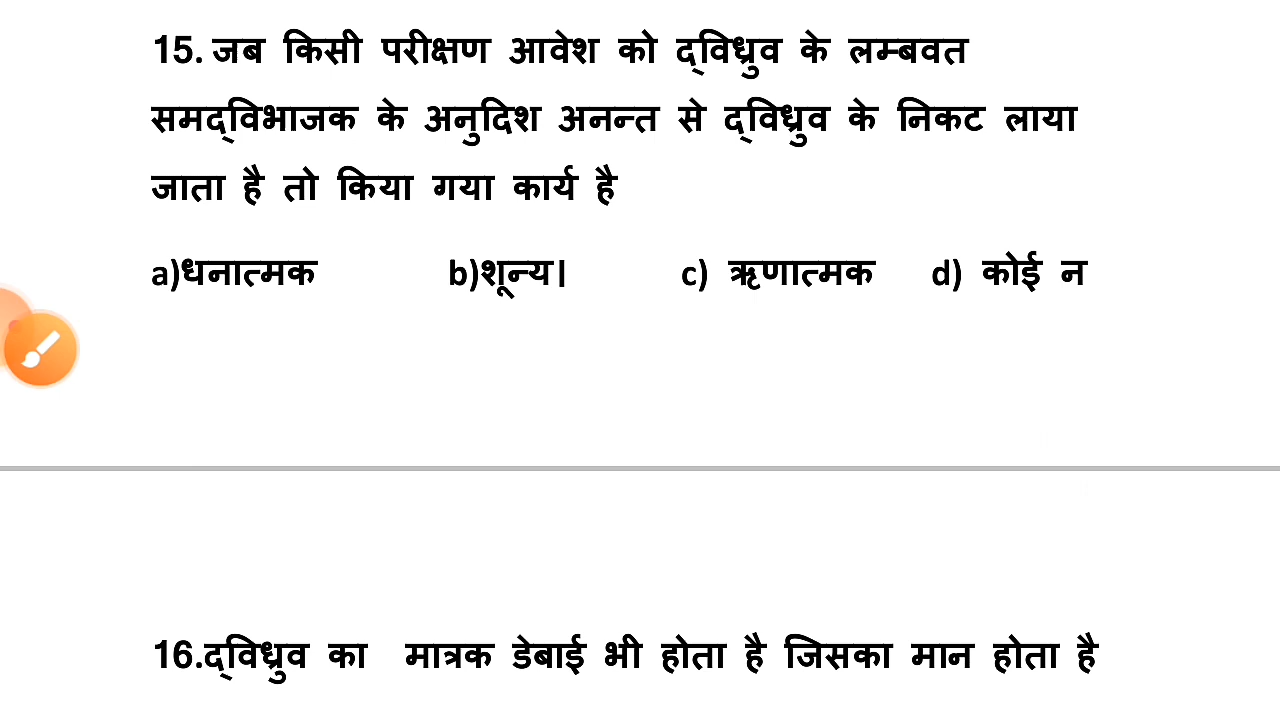 15. जब किसी परीक्षण आवेश को द्विध्रुव के लम्बवत
समद्विभाजक के अनुदिश अनन्त से द्विध्रुव के निकट लाया
जाता है तो किया गया कार्य है
a)धनात्मक b)शून्य। c) ऋणात्मक d) कोई न
16.द्विध्रुव का मात्रक डेबाई भी होता है जिसका मान होता है